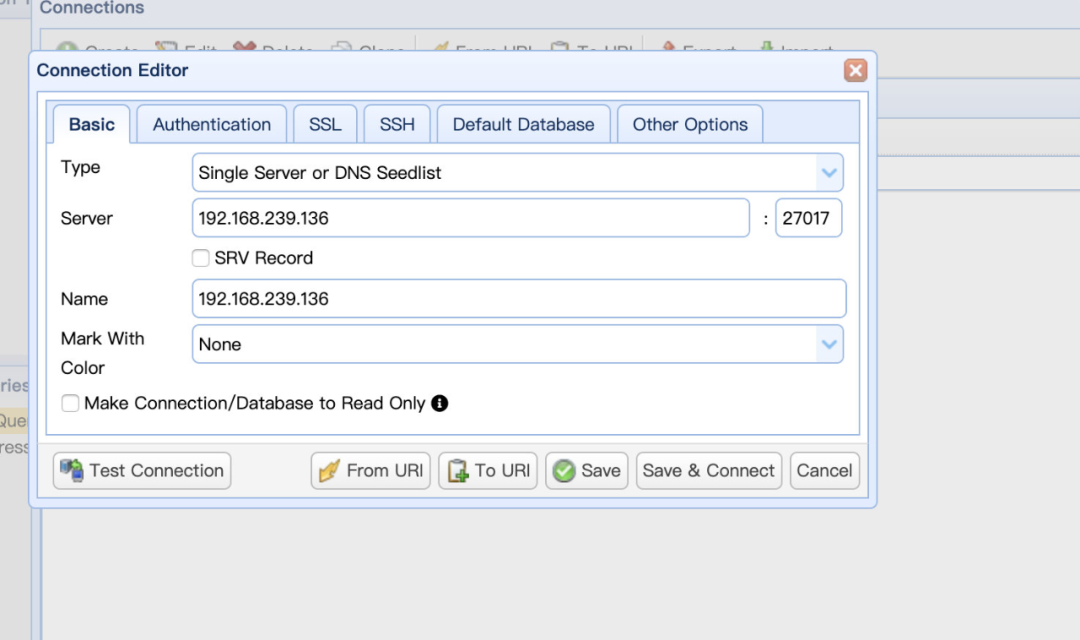 Connections
Create Edit Delete Clone From URI To URI Export Import
Connection Editor
Basic Authentication SSL SSH Default Database Other Options
Type Single Server or DNS Seedlist
Server 192.168.239.136 : 27017
SRV Record
Name 192.168.239.136
Mark With Color None
Make Connection/Database to Read Only
Test Connection From URI To URI Save Save & Connect Cancel